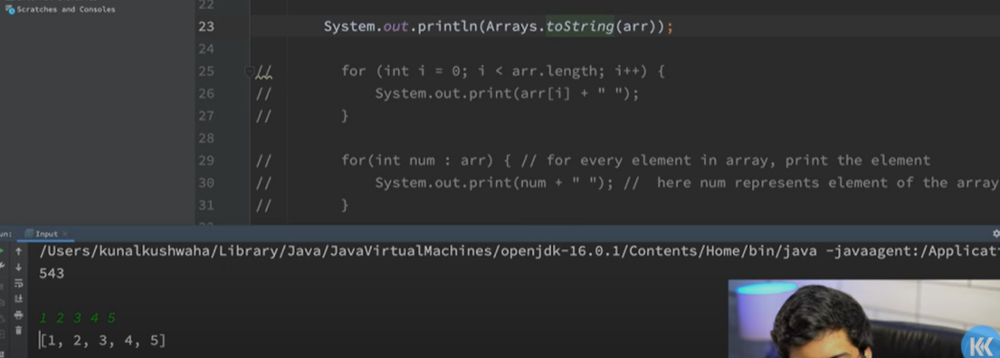 Scratches and Consoles
22
23 System.out.println(Arrays.toString(arr));
24
25 // for (int i = 0; i < arr.length; i++) {
26 // System.out.print(arr[i] + " ");
27 // }
28
29 // for(int num : arr) { // for every element in array, print the element
30 // System.out.print(num + " "); // here num represents element of the array
31 // }
un: Input ×
/Users/kunalkushwaha/Library/Java/JavaVirtualMachines/openjdk-16.0.1/Contents/Home/bin/java -javaagent:/Applicat
543
1 2 3 4 5
[1, 2, 3, 4, 5]
KK